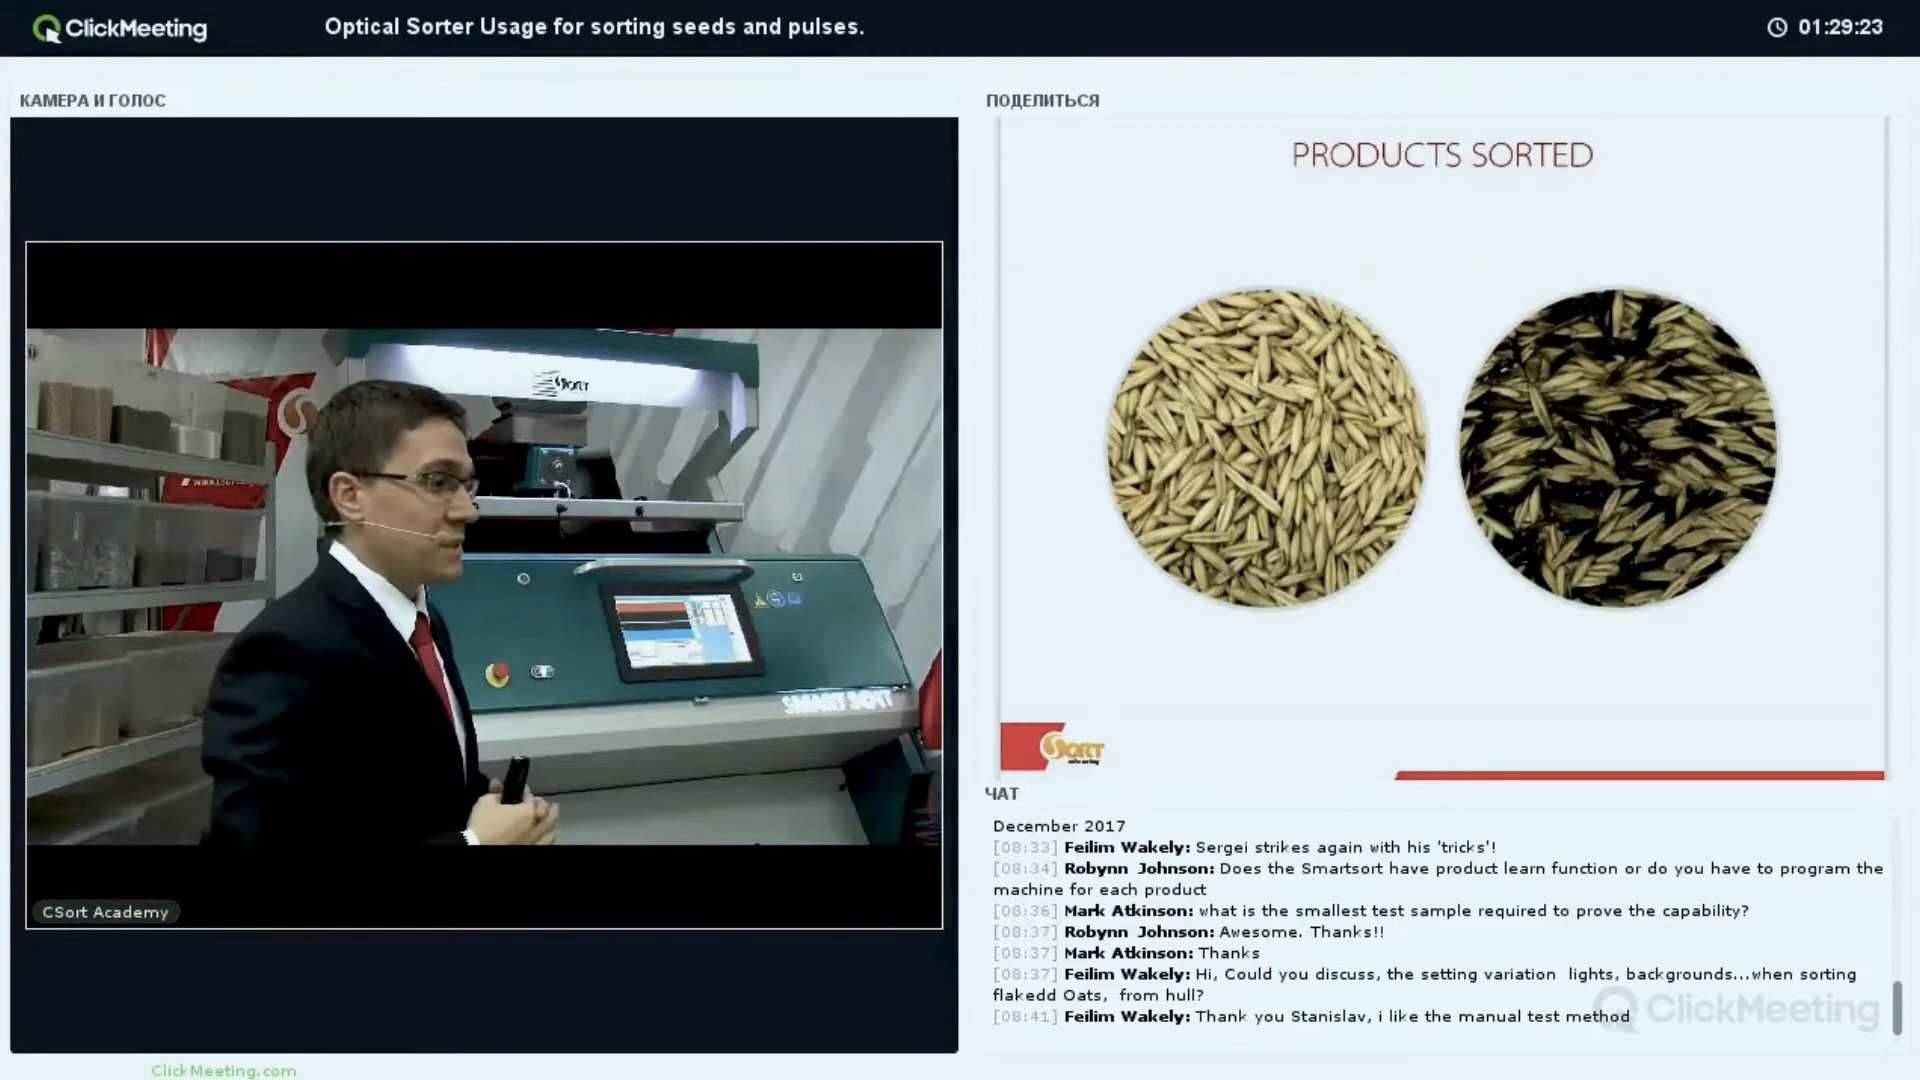 ClickMeeting
Optical Sorter Usage for sorting seeds and pulses.
01:29:23
КАМЕРА И ГОЛОС
SORT
SMART SORT
CSort Academy
ПОДЕЛИТЬСЯ
PRODUCTS SORTED
SORT
ЧАТ
December 2017
[08:33] Feilim Wakely: Sergei strikes again with his 'tricks'!
[08:34] Robynn Johnson: Does the Smartsort have product learn function or do you have to program the
machine for each product
[08:36] Mark Atkinson: what is the smallest test sample required to prove the capability?
[08:37] Robynn Johnson: Awesome. Thanks!!
[08:37] Mark Atkinson: Thanks
[08:37] Feilim Wakely: Hi, Could you discuss, the setting variation lights, backgrounds...when sorting
flakedd Oats, from hull?
[08:41] Feilim Wakely: Thank you Stanislav, i like the manual test method
ClickMeeting
ClickMeeting.com